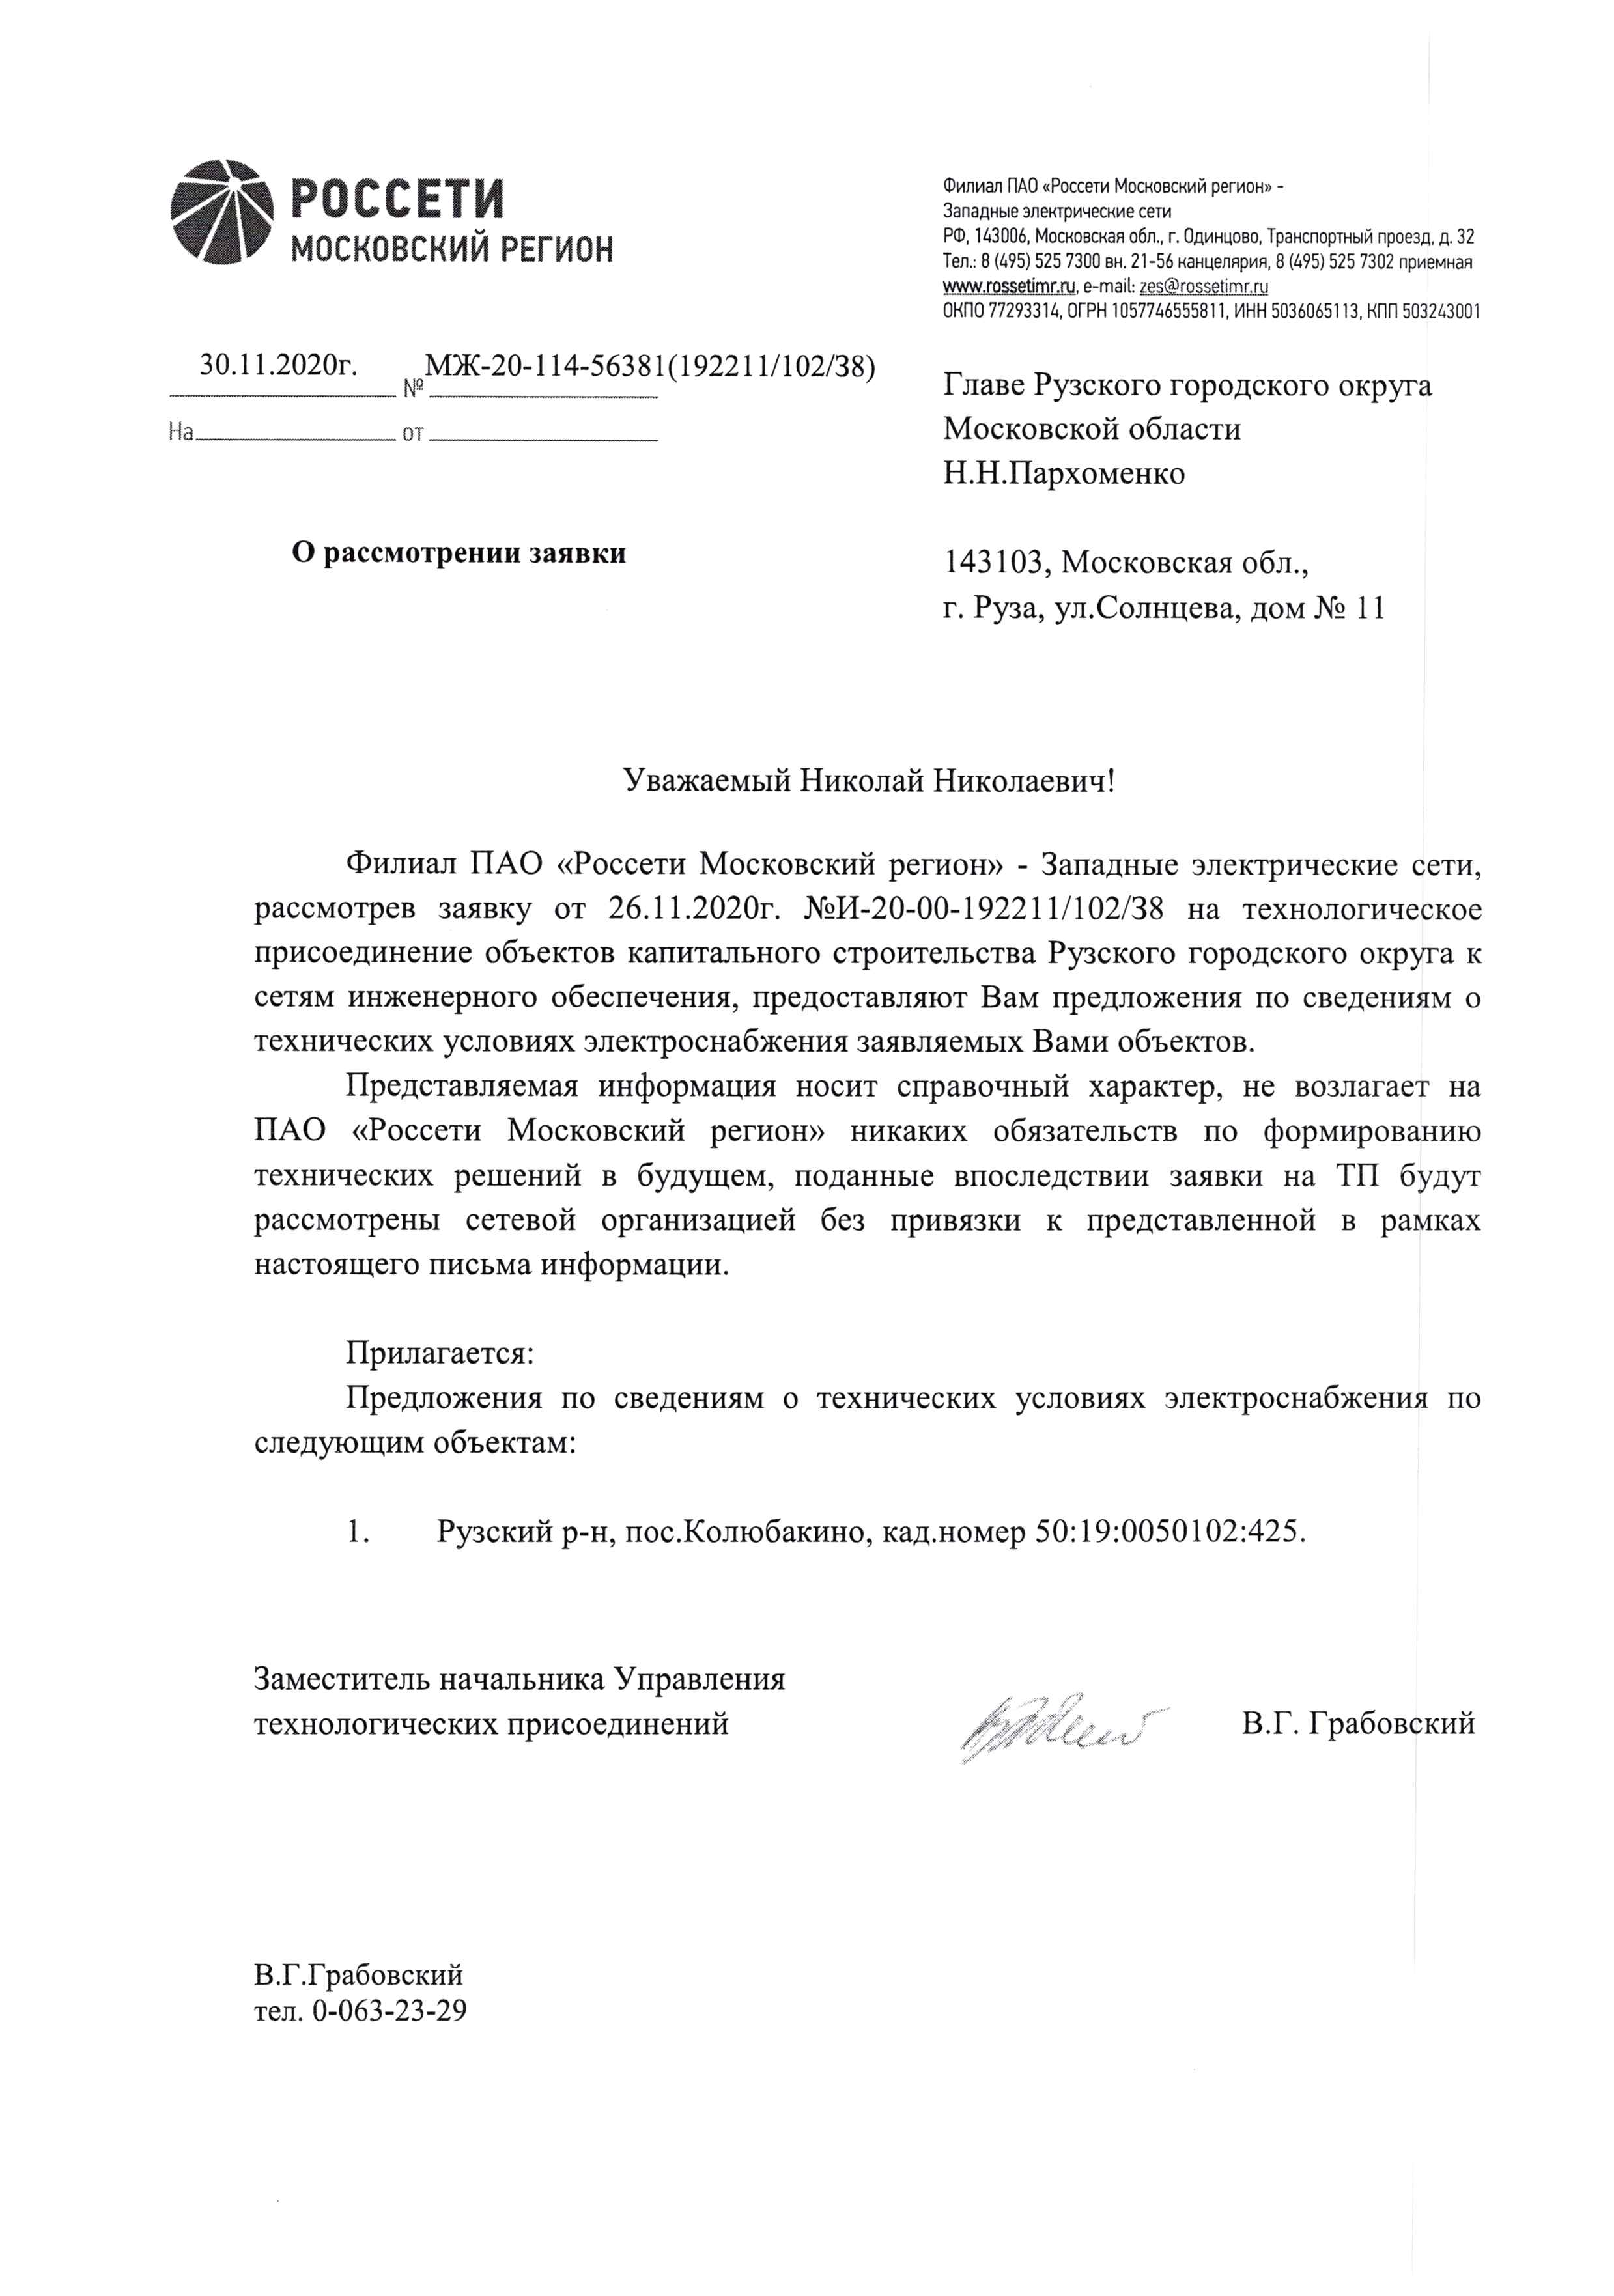 РОССЕТИ
МОСКОВСКИЙ РЕГИОН
Филиал ПАО «Россети Московский регион» -
Западные электрические сети
РФ, 143006, Московская обл., г. Одинцово, Транспортный проезд, д. 32
Тел.: 8 (495) 525 7300 вн. 21-56 канцелярия, 8 (495) 525 7302 приемная
www.rossetimr.ru, e-mail: zes@rossetimr.ru
ОКПО 77293314, ОГРН 1057746555811, ИНН 5036065113, КПП 503243001
30.11.2020г. № МЖ-20-114-56381(192211/102/38)
На от
Главе Рузского городского округа
Московской области
Н.Н.Пархоменко
О рассмотрении заявки
143103, Московская обл.,
г. Руза, ул.Солнцева, дом № 11
Уважаемый Николай Николаевич!
Филиал ПАО «Россети Московский регион» - Западные электрические сети,
рассмотрев заявку от 26.11.2020г. №И-20-00-192211/102/38 на технологическое
присоединение объектов капитального строительства Рузского городского округа к
сетям инженерного обеспечения, предоставляют Вам предложения по сведениям о
технических условиях электроснабжения заявляемых Вами объектов.
Представляемая информация носит справочный характер, не возлагает на
ПАО «Россети Московский регион» никаких обязательств по формированию
технических решений в будущем, поданные впоследствии заявки на ТП будут
рассмотрены сетевой организацией без привязки к представленной в рамках
настоящего письма информации.
Прилагается:
Предложения по сведениям о технических условиях электроснабжения по
следующим объектам:
1. Рузский р-н, пос.Колюбакино, кад.номер 50:19:0050102:425.
Заместитель начальника Управления
технологических присоединений В.Г. Грабовский
В.Г.Грабовский
тел. 0-063-23-29